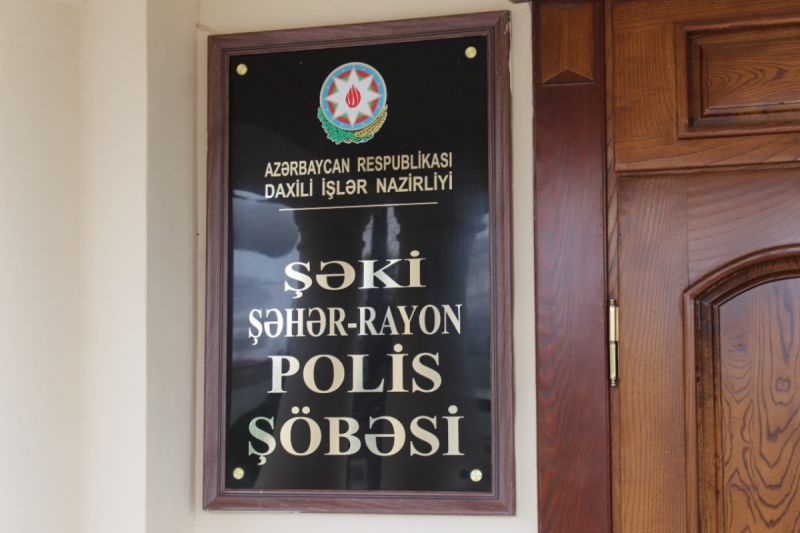 AZƏRBAYCAN RESPUBLİKASI
DAXİLİ İŞLƏR NAZİRLİYİ
ŞƏKİ
ŞƏHƏR-RAYON
POLİS
ŞÖBƏSİ